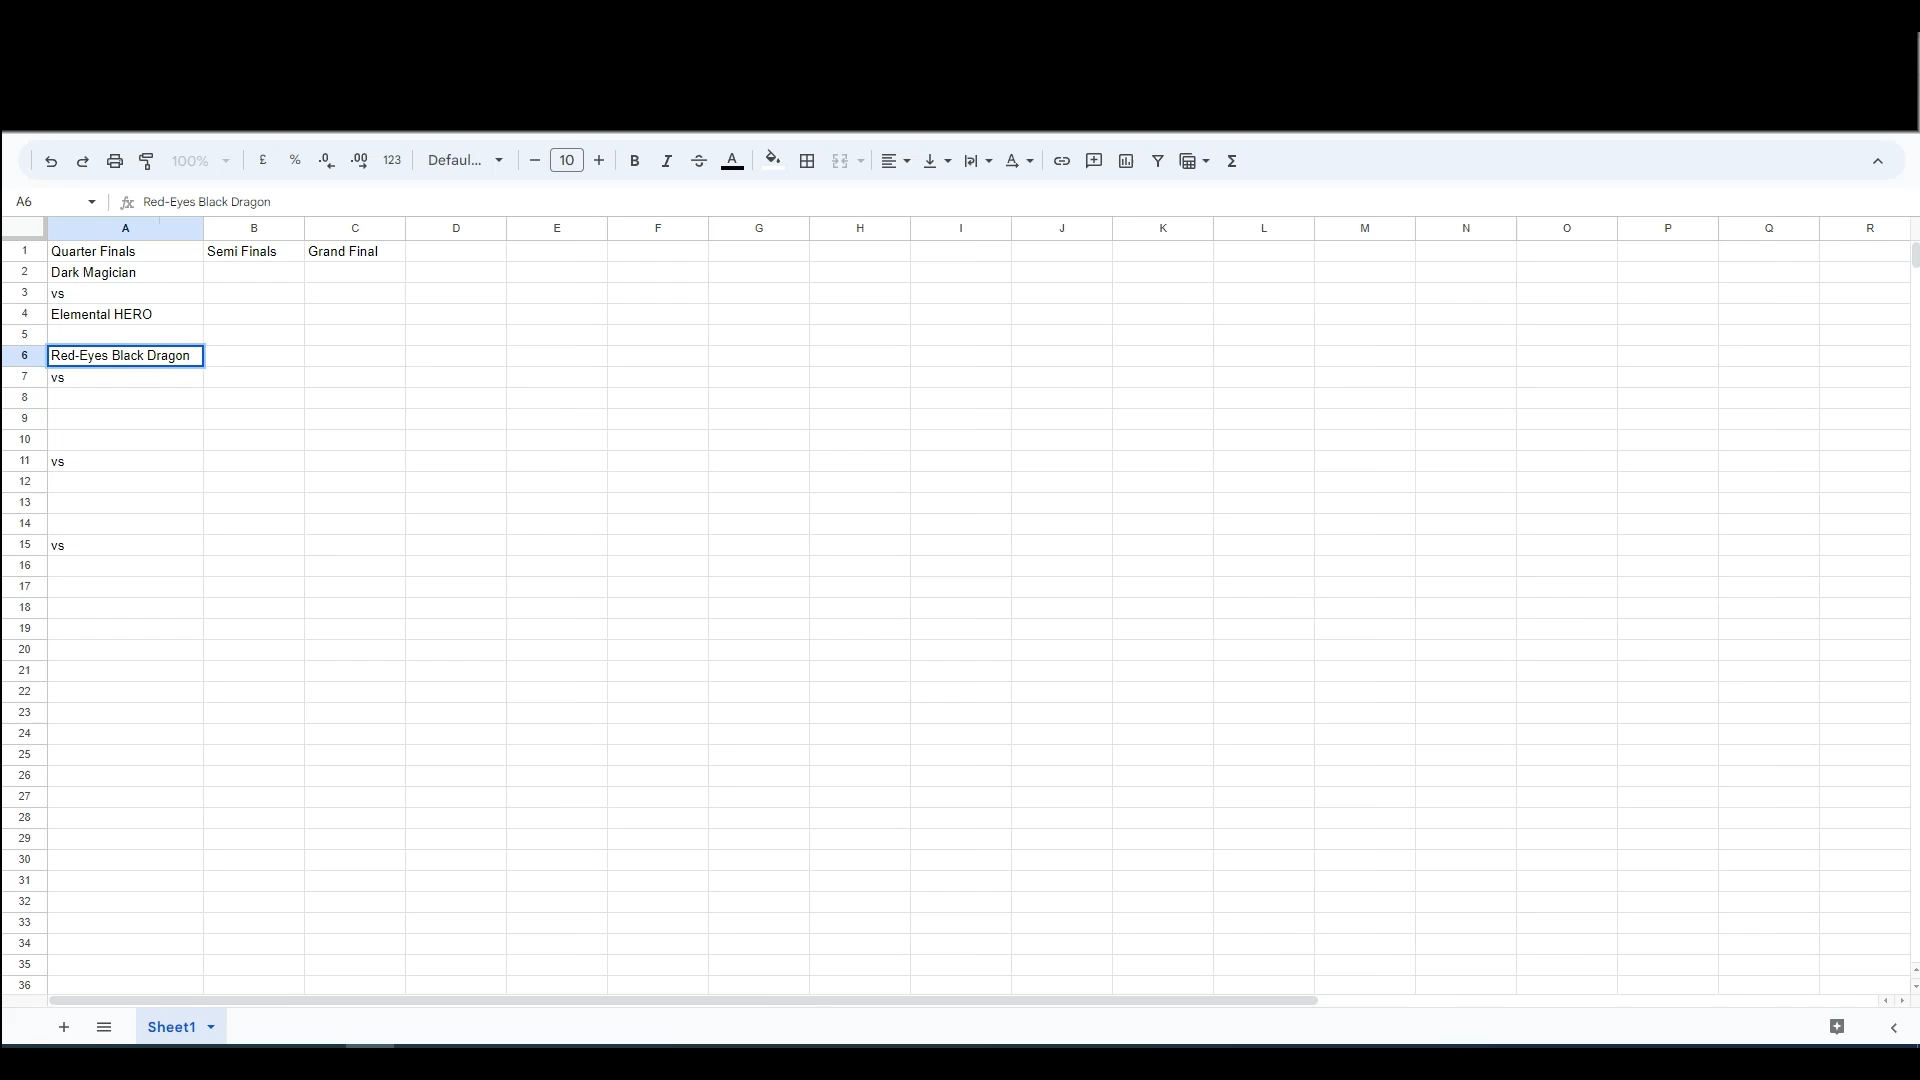 100% £ % .0 .00 123 Defaul... 10 B I A Σ
A6 fx Red-Eyes Black Dragon
A B C D E F G H I J K L M N O P Q R
1 Quarter Finals Semi Finals Grand Final
2 Dark Magician
3 vs
4 Elemental HERO
5
6 Red-Eyes Black Dragon
7 vs
8
9
10
11 vs
12
13
14
15 vs
16
17
18
19
20
21
22
23
24
25
26
27
28
29
30
31
32
33
34
35
36
Sheet1